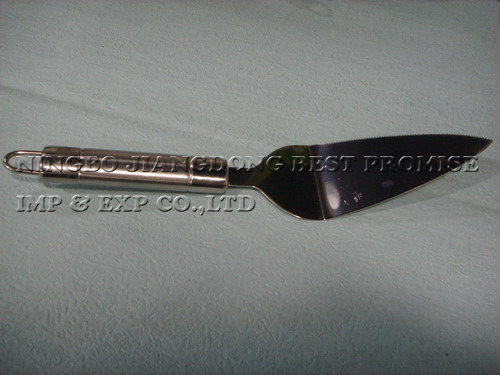 NINGBO JIANGDONG BEST PROMISE
IMP & EXP CO.,LTD